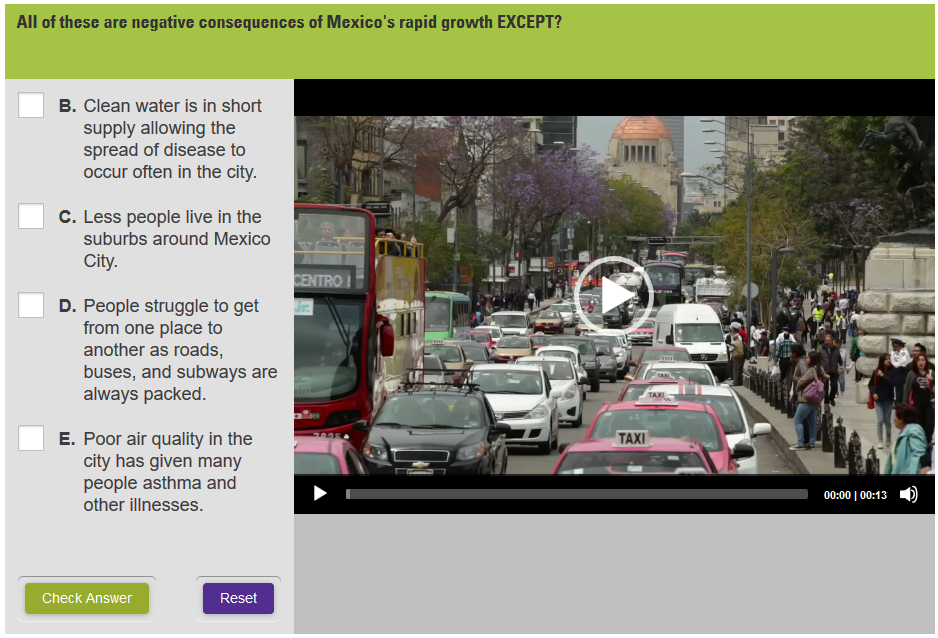 All of these are negative consequences of Mexico's rapid growth EXCEPT?
B. Clean water is in short
supply allowing the
spread of disease to
occur often in the city.
C. Less people live in the
suburbs around Mexico
City.
D. People struggle to get
from one place to
another as roads,
buses, and subways are
always packed.
E. Poor air quality in the
city has given many
people asthma and
other illnesses.
Check Answer
Reset
CENTRO 1
Jr.
TAXI
TAXI
00:00 | 00:13